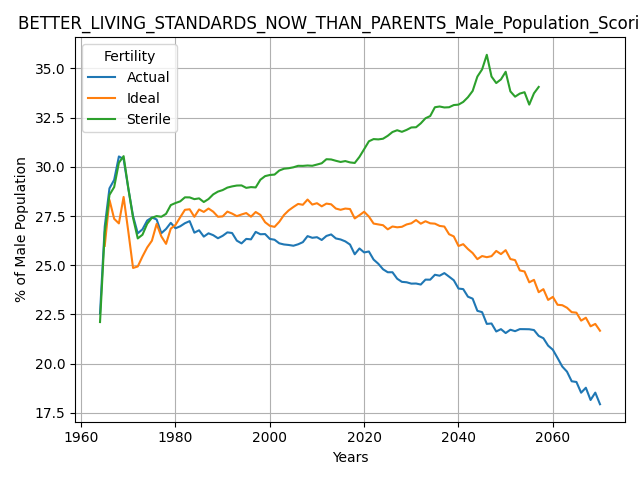 BETTER_LIVING_STANDARDS_NOW_THAN_PARENTS_Male_Population_Scori
Fertility
Actual
Ideal
Sterile
% of Male Population
35.0
32.5
30.0
27.5
25.0
22.5
20.0
17.5
1960
1980
2000
2020
2040
2060
Years